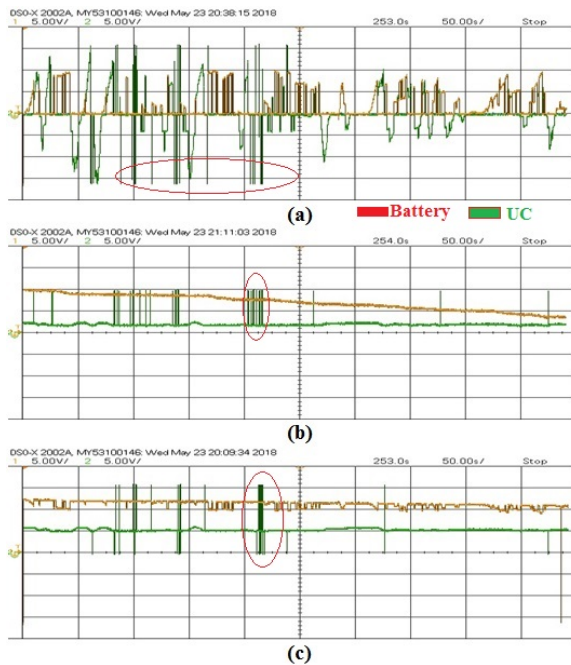 DSO-X 2002A, MY53100146: Wed May 23 20:38:15 2018
1 5.00V/ 2 5.00V/ 253.0s 50.00s/ Stop
(a) Battery UC
DSO-X 2002A, MY53100146: Wed May 23 21:11:03 2018
1 5.00V/ 2 5.00V/ 254.0s 50.00s/ Stop
(b)
DSO-X 2002A, MY53100146: Wed May 23 20:09:34 2018
1 5.00V/ 2 5.00V/ 253.0s 50.00s/ Stop
(c)